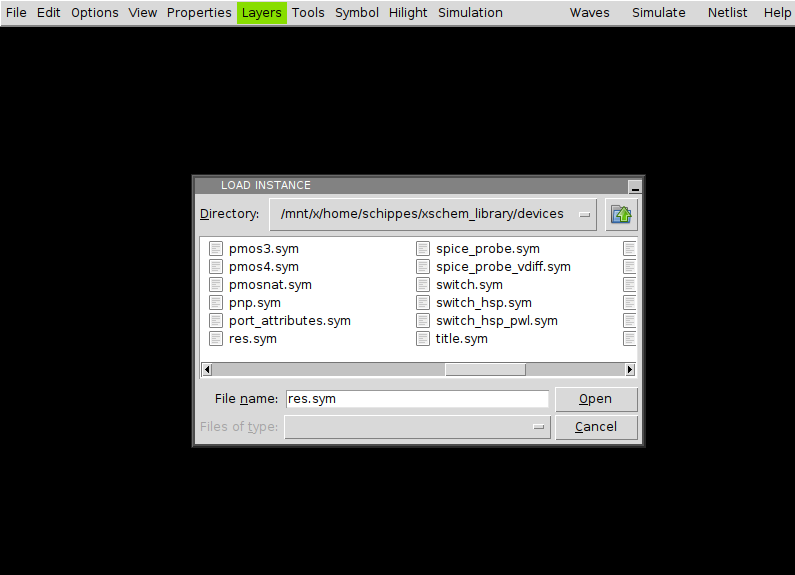 File Edit Options View Properties Layers Tools Symbol Hilight Simulation Waves Simulate Netlist Help
LOAD INSTANCE
Directory: /mnt/x/home/schippes/xschem_library/devices
pmos3.sym spice_probe.sym
pmos4.sym spice_probe_vdiff.sym
pmosnat.sym switch.sym
pnp.sym switch_hsp.sym
port_attributes.sym switch_hsp_pwl.sym
res.sym title.sym
File name: res.sym Open
Files of type: Cancel